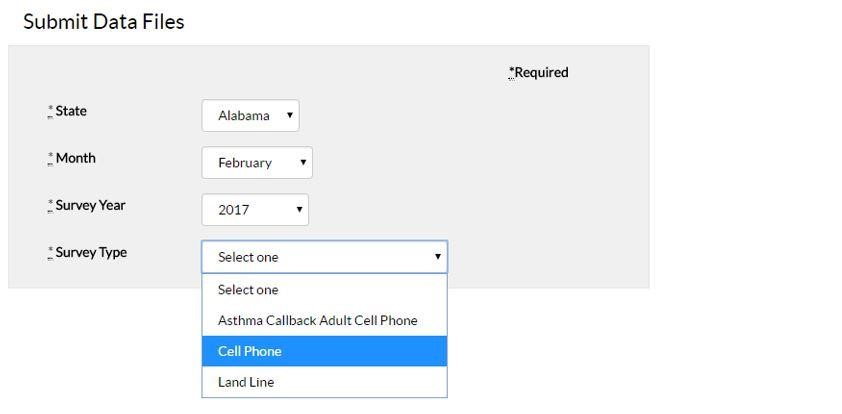 Submit Data Files
*Required
* State Alabama
* Month February
* Survey Year 2017
* Survey Type Select one
Select one
Asthma Callback Adult Cell Phone
Cell Phone
Land Line